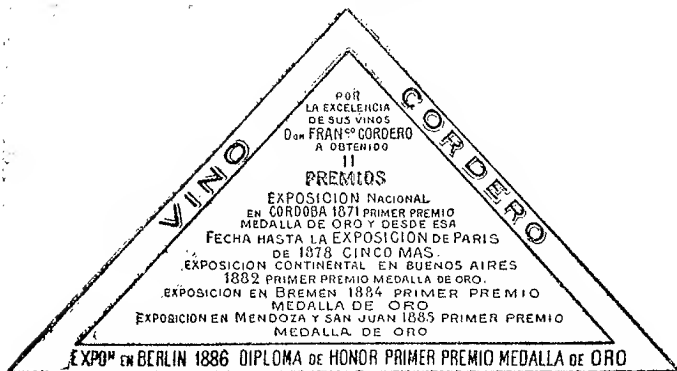 VINO
CORDERO
POR
LA EXCELENCIA
DE SUS VINOS
DON FRANCO CORDERO
A OBTENIDO
11
PREMIOS
EXPOSICION NACIONAL
EN CORDOBA 1871 PRIMER PREMIO
MEDALLA DE ORO Y DESDE ESA
FECHA HASTA LA EXPOSICION DE PARIS
DE 1878 CINCO MAS.
EXPOSICION CONTINENTAL EN BUENOS AIRES
1882 PRIMER PREMIO MEDALLA DE ORO.
EXPOSICION EN BREMEN 1884 PRIMER PREMIO
MEDALLA DE ORO
EXPOSICION EN MENDOZA Y SAN JUAN 1885 PRIMER PREMIO
MEDALLA DE ORO
EXPON EN BERLIN 1886 DIPLOMA DE HONOR PRIMER PREMIO MEDALLA DE ORO